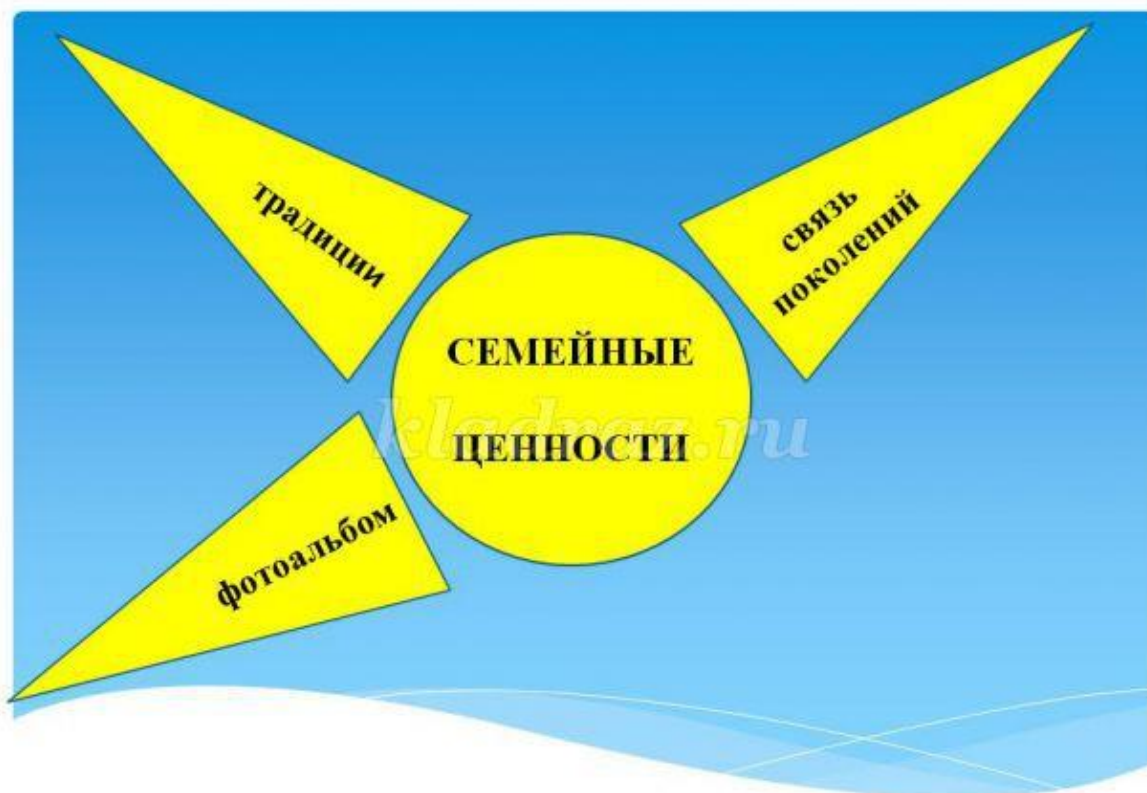 традиции
связь
поколений
СЕМЕЙНЫЕ
ЦЕННОСТИ
kladraz.ru
фотоальбом